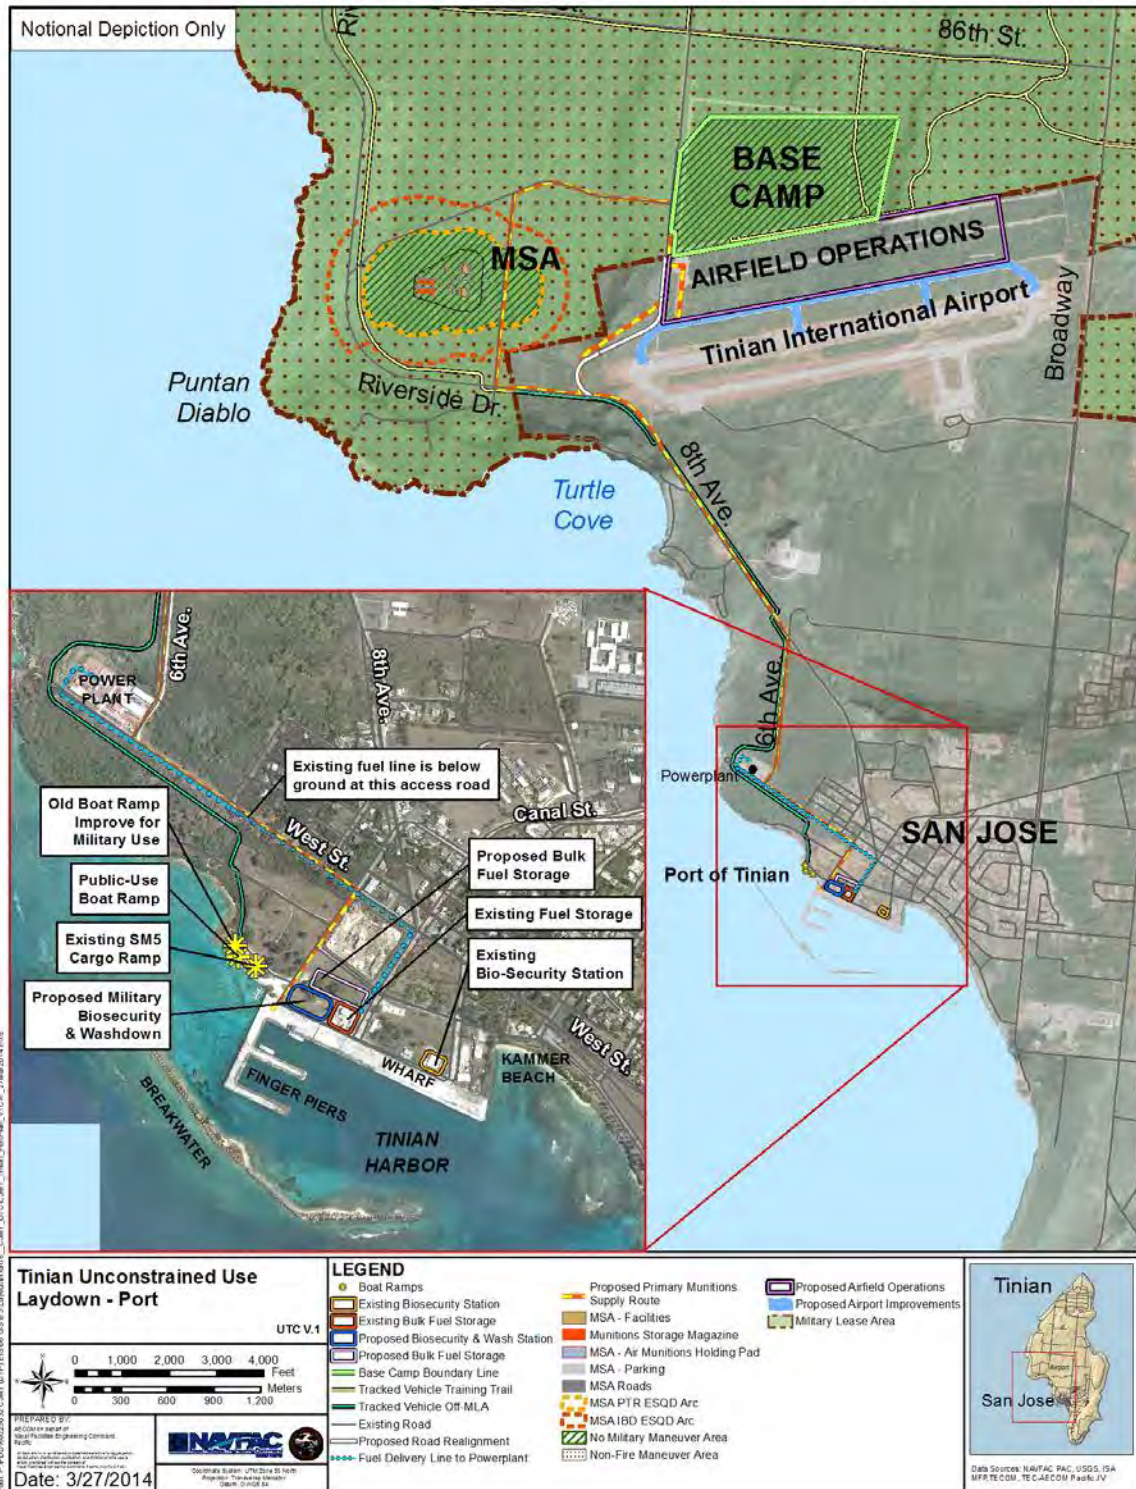 Notional Depiction Only
86th St.
BASE
CAMP
MSA
AIRFIELD OPERATIONS
Tinian International Airport
Broadway
Puntan
Diablo
Riverside Dr.
Turtle
Cove
8th Ave.
6th Ave.
Powerplant
SAN JOSE
Port of Tinian
6th Ave.
8th Ave.
POWER
PLANT
Existing fuel line is below
ground at this access road
Old Boat Ramp
Improve for
Military Use
West St.
Canal St.
Proposed Bulk
Fuel Storage
Public-Use
Boat Ramp
Existing Fuel Storage
Existing SM5
Cargo Ramp
Existing
Bio-Security Station
Proposed Military
Biosecurity
& Washdown
West St.
WHARF
KAMMER
BEACH
FINGER PIERS
BREAKWATER
TINIAN
HARBOR
Tinian Unconstrained Use
Laydown - Port
UTC V.1
0 1,000 2,000 3,000 4,000
Feet
Meters
0 300 600 900 1,200
PREPARED BY:
Date: 3/27/2014
NAVFAC
LEGEND
Boat Ramps
Existing Biosecurity Station
Existing Bulk Fuel Storage
Proposed Biosecurity & Wash Station
Proposed Bulk Fuel Storage
Base Camp Boundary Line
Tracked Vehicle Training Trail
Tracked Vehicle Off-MLA
Existing Road
Proposed Road Realignment
Fuel Delivery Line to Powerplant
Proposed Primary Munitions
Supply Route
MSA - Facilities
Munitions Storage Magazine
MSA - Air Munitions Holding Pad
MSA - Parking
MSA Roads
MSA PTR ESQD Arc
MSA IBD ESQD Arc
No Military Maneuver Area
Non-Fire Maneuver Area
Proposed Airfield Operations
Proposed Airport Improvements
Military Lease Area
Tinian
Airport
San Jose
Data Sources: NAVFAC PAC, USGS, ISA
MFP, TECOM, TEC-AECOM Pacific JV